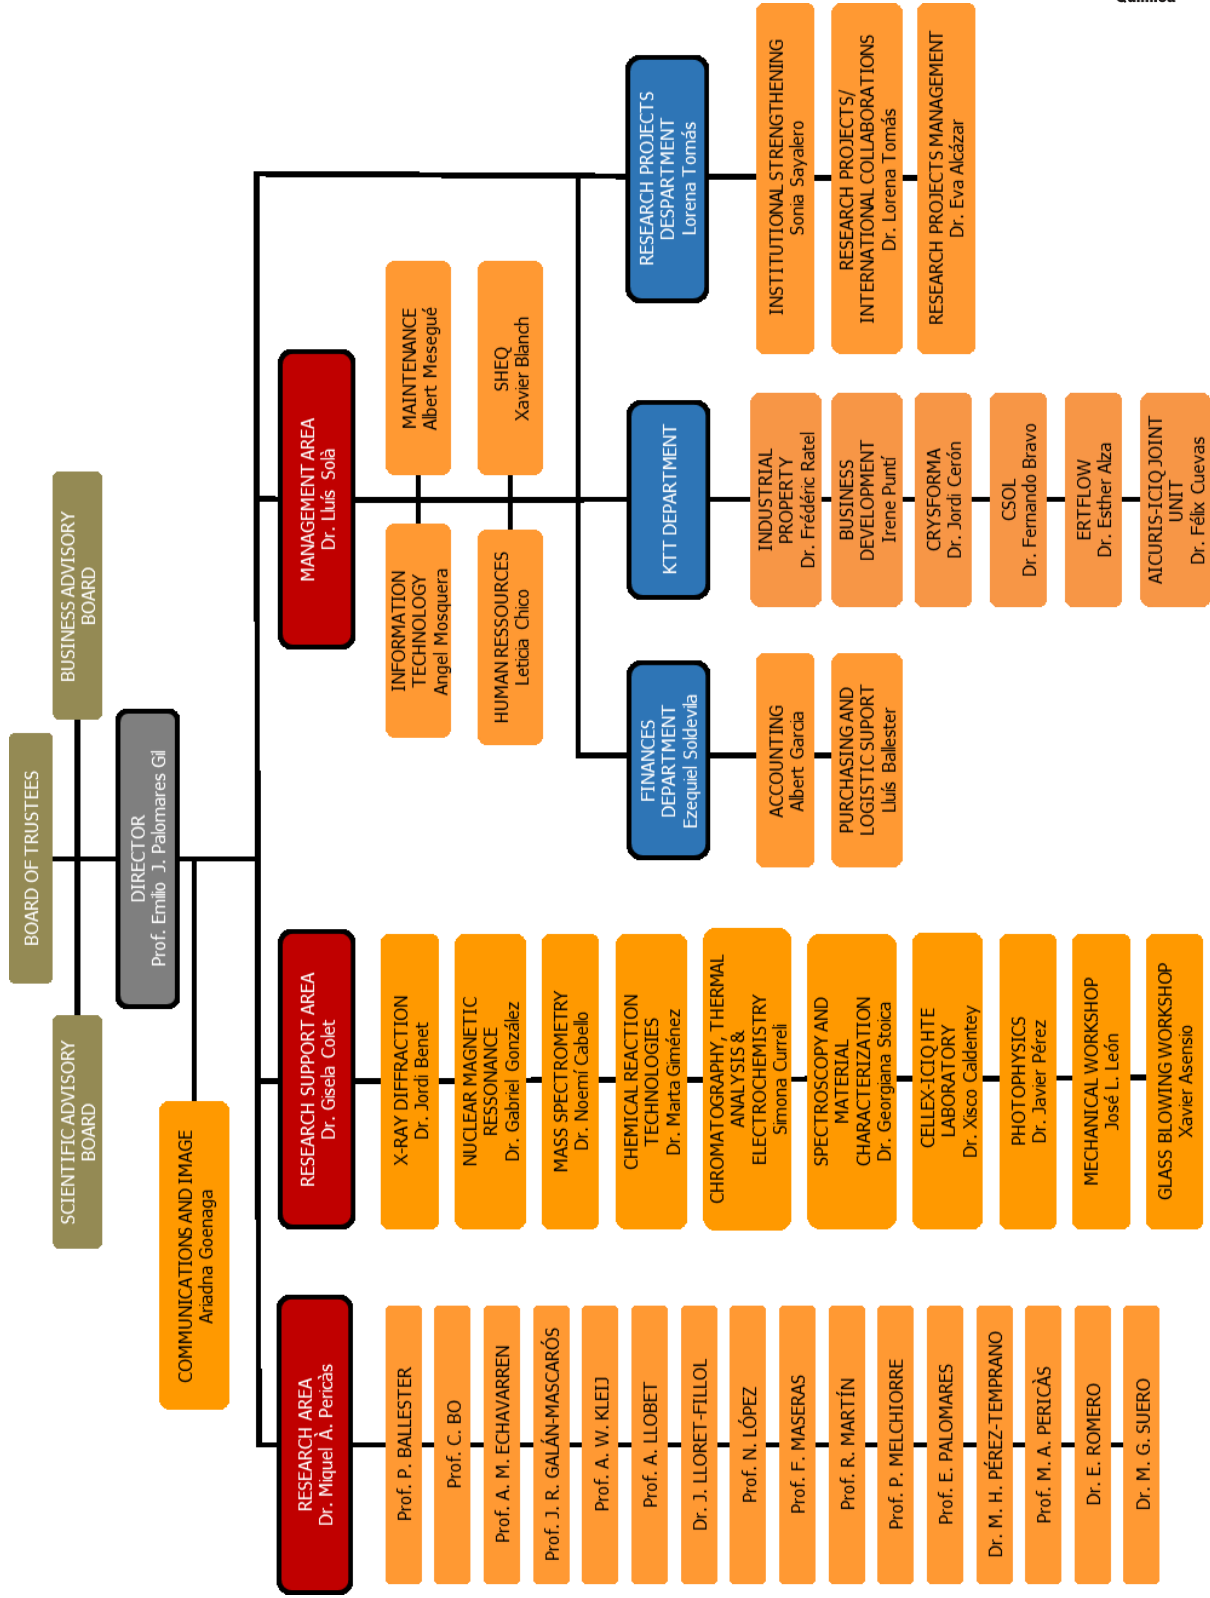 BOARD OF TRUSTEES
SCIENTIFIC ADVISORY
BOARD
BUSINESS ADVISORY
BOARD
DIRECTOR
Prof. Emilio J. Palomares Gil
COMMUNICATIONS AND IMAGE
Ariadna Goenaga
RESEARCH AREA
Dr. Miquel À. Pericàs
Prof. P. BALLESTER
Prof. C. BO
Prof. A. M. ECHAVARREN
Prof. J. R. GALÁN-MASCARÓS
Prof. A. W. KLEIJ
Prof. A. LLOBET
Dr. J. LLORET-FILLOL
Prof. N. LÓPEZ
Prof. F. MASERAS
Prof. R. MARTÍN
Prof. P. MELCHIORRE
Prof. E. PALOMARES
Dr. M. H. PÉREZ-TEMPRANO
Prof. M. A. PERICÀS
Dr. E. ROMERO
Dr. M. G. SUERO
RESEARCH SUPPORT AREA
Dr. Gisela Colet
X-RAY DIFFRACTION
Dr. Jordi Benet
NUCLEAR MAGNETIC
RESSONANCE
Dr. Gabriel González
MASS SPECTROMETRY
Dr. Noemí Cabello
CHEMICAL REACTION
TECHNOLOGIES
Dr. Marta Giménez
CHROMATOGRAPHY, THERMAL
ANALYSIS &
ELECTROCHEMISTRY
Simona Curreli
SPECTROSCOPY AND
MATERIAL
CHARACTERIZATION
Dr. Georgiana Stoica
CELLEX-ICIQ HTE
LABORATORY
Dr. Xisco Caldentey
PHOTOPHYSICS
Dr. Javier Pérez
MECHANICAL WORKSHOP
José L. León
GLASS BLOWING WORKSHOP
Xavier Asensio
MANAGEMENT AREA
Dr. Lluís Solà
INFORMATION
TECHNOLOGY
Angel Mosquera
MAINTENANCE
Albert Mesegué
HUMAN RESSOURCES
Leticia Chico
SHEQ
Xavier Blanch
FINANCES
DEPARTMENT
Ezequiel Soldevila
ACCOUNTING
Albert Garcia
PURCHASING AND
LOGISTIC SUPORT
Lluís Ballester
KTT DEPARTMENT
INDUSTRIAL
PROPERTY
Dr. Frédéric Ratel
BUSINESS
DEVELOPMENT
Irene Puntí
CRYSFORMA
Dr. Jordi Cerón
CSOL
Dr. Fernando Bravo
ERTFLOW
Dr. Esther Alza
AICURIS-ICIQ JOINT
UNIT
Dr. Félix Cuevas
RESEARCH PROJECTS
DESPARTMENT
Lorena Tomás
INSTITUTIONAL STRENGTHENING
Sonia Sayalero
RESEARCH PROJECTS/
INTERNATIONAL COLLABORATIONS
Dr. Lorena Tomás
RESEARCH PROJECTS MANAGEMENT
Dr. Eva Alcázar